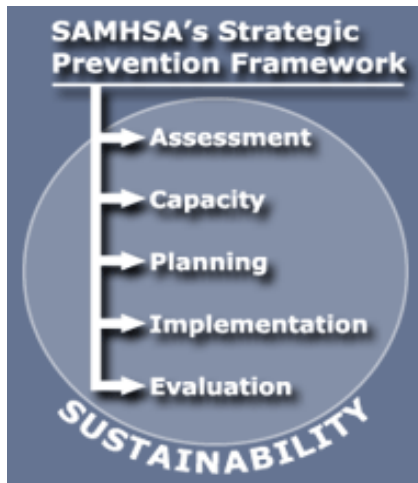 SAMHSA's Strategic
Prevention Framework
Assessment
Capacity
Planning
Implementation
Evaluation
SUSTAINABILITY